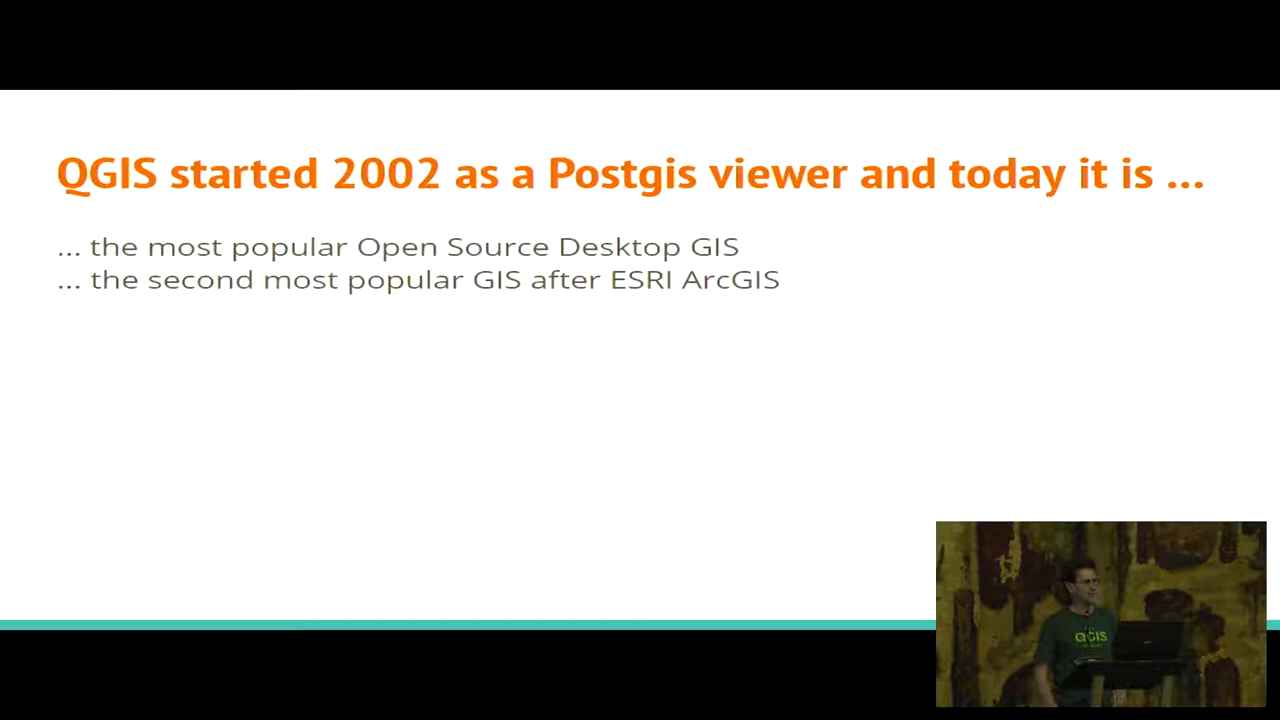 QGIS started 2002 as a Postgis viewer and today it is ...
... the most popular Open Source Desktop GIS
... the second most popular GIS after ESRI ArcGIS
QGIS